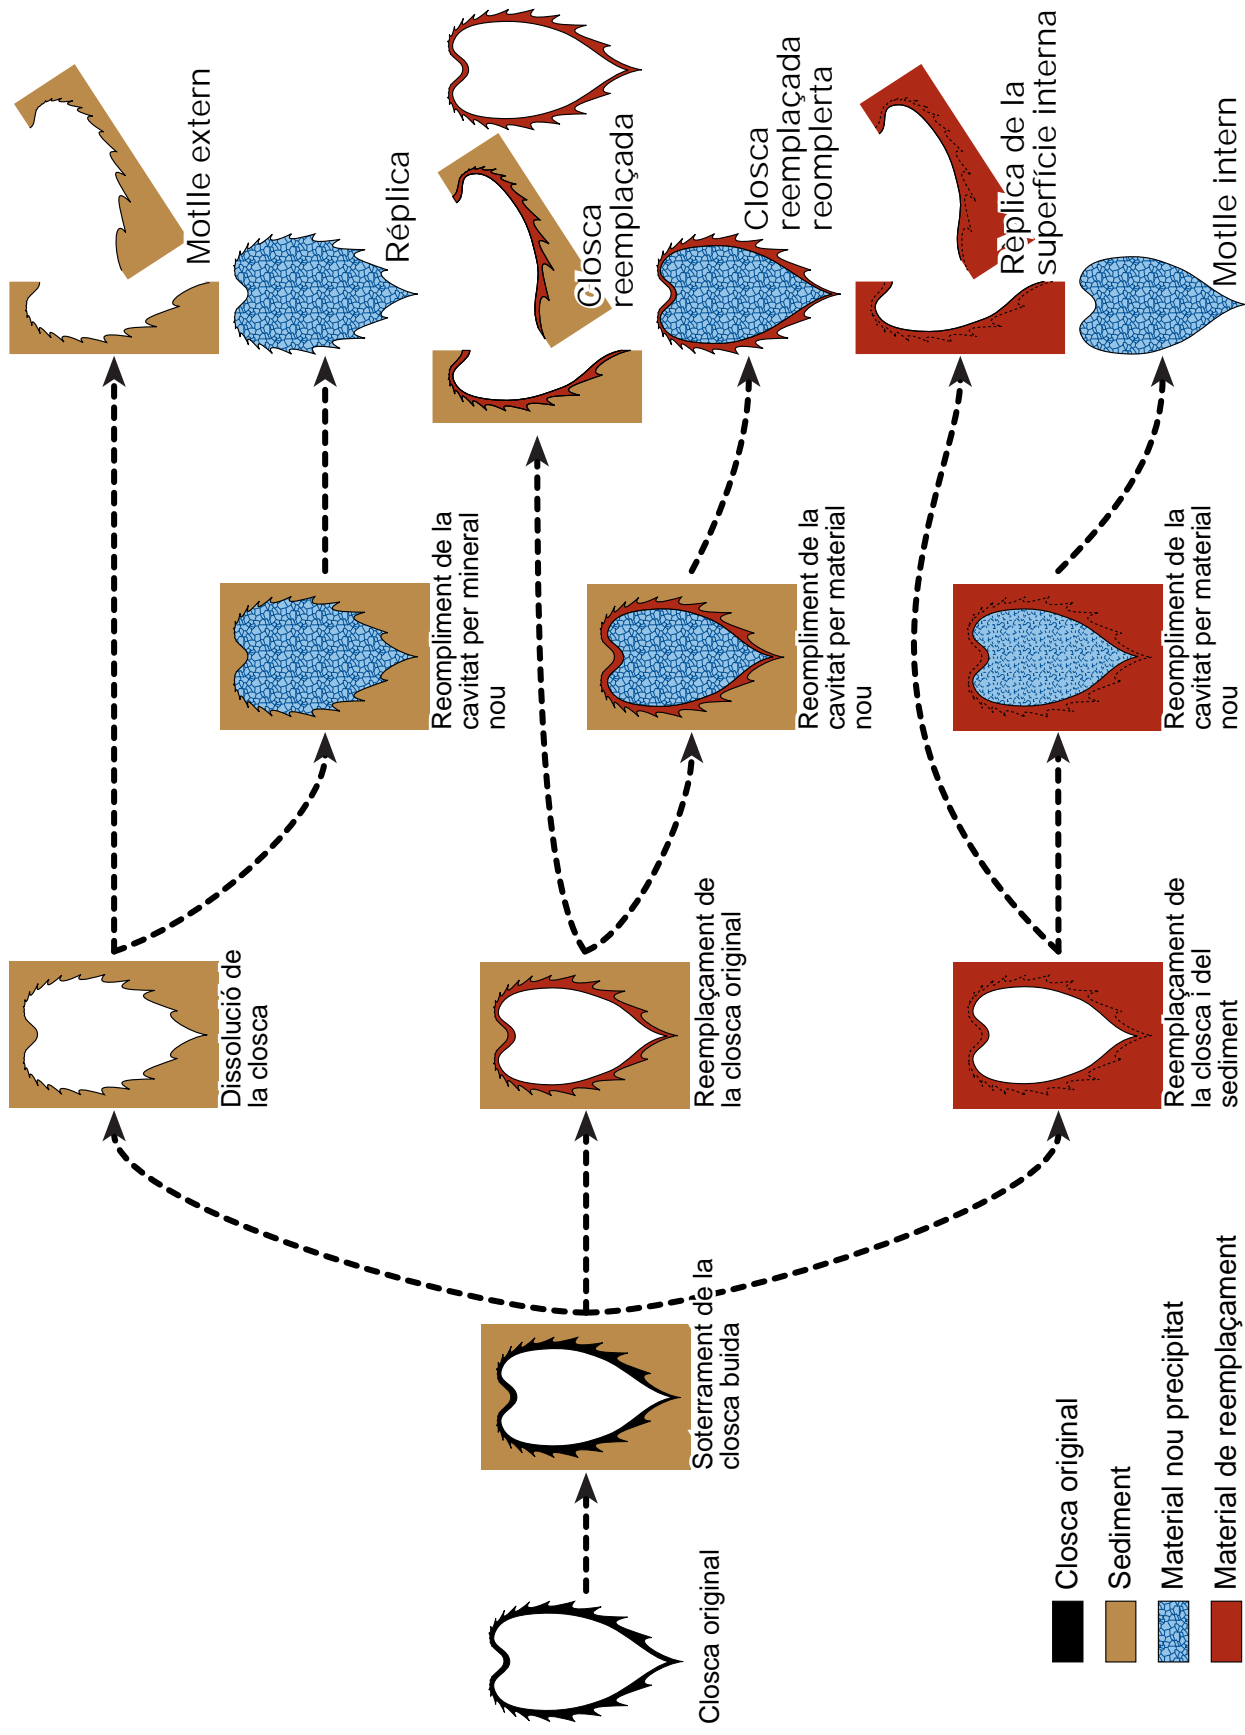 Closca original
Soterrament de la
closca buida
Dissolució de
la closca
Reemplaçament de
la closca original
Reemplaçament de
la closca i del
sediment
Reompliment de la
cavitat per mineral
nou
Reompliment de la
cavitat per material
nou
Reompliment de la
cavitat per material
nou
Motlle extern
Réplica
Closca
reemplaçada
Closca
reemplaçada
reomplerta
Rèplica de la
superfície interna
Motlle intern
Closca original
Sediment
Material nou precipitat
Material de reemplaçament